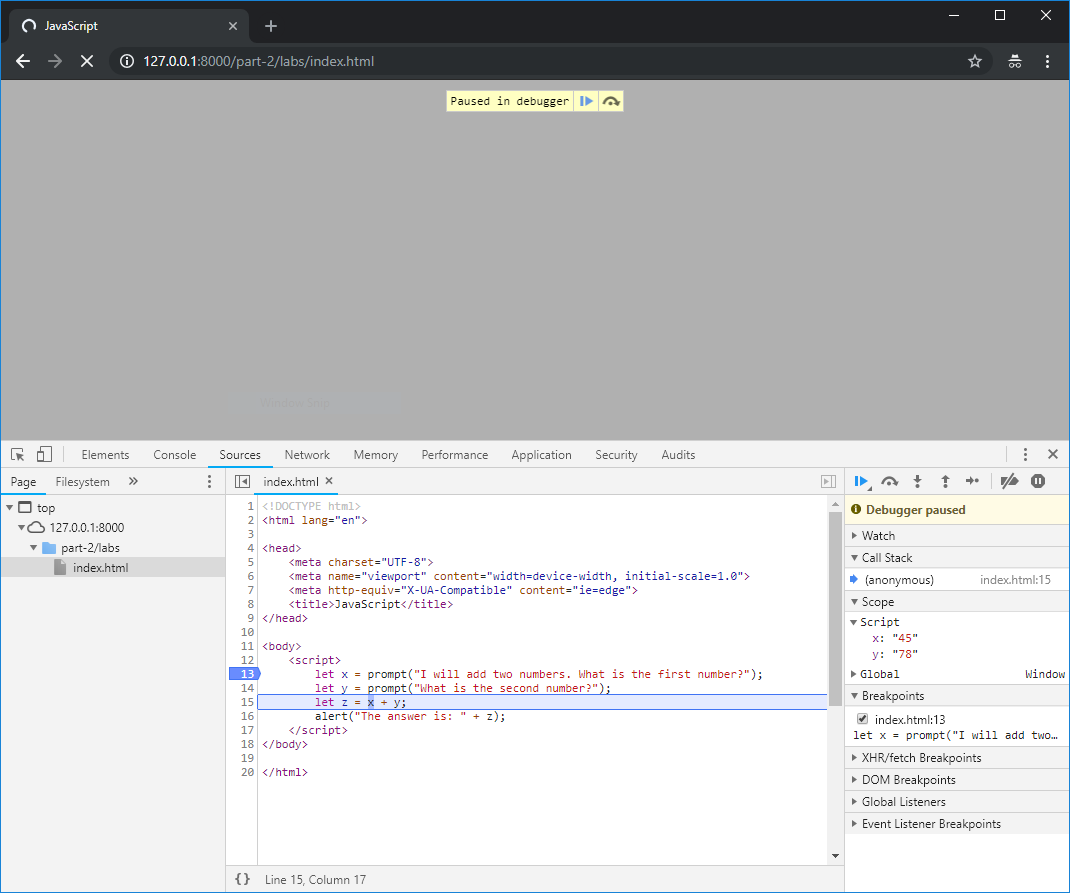 JavaScript
127.0.0.1:8000/part-2/labs/index.html
Paused in debugger
Elements Console Sources Network Memory Performance Application Security Audits
Page Filesystem »
top
127.0.0.1:8000
part-2/labs
index.html
index.html
1 <!DOCTYPE html>
2 <html lang="en">
3
4 <head>
5 <meta charset="UTF-8">
6 <meta name="viewport" content="width=device-width, initial-scale=1.0">
7 <meta http-equiv="X-UA-Compatible" content="ie=edge">
8 <title>JavaScript</title>
9 </head>
10
11 <body>
12 <script>
13 let x = prompt("I will add two numbers. What is the first number?");
14 let y = prompt("What is the second number?");
15 let z = x + y;
16 alert("The answer is: " + z);
17 </script>
18 </body>
19
20 </html>
{} Line 15, Column 17
Debugger paused
Watch
Call Stack
(anonymous) index.html:15
Scope
Script
x: "45"
y: "78"
Global Window
Breakpoints
index.html:13
let x = prompt("I will add two…
XHR/fetch Breakpoints
DOM Breakpoints
Global Listeners
Event Listener Breakpoints